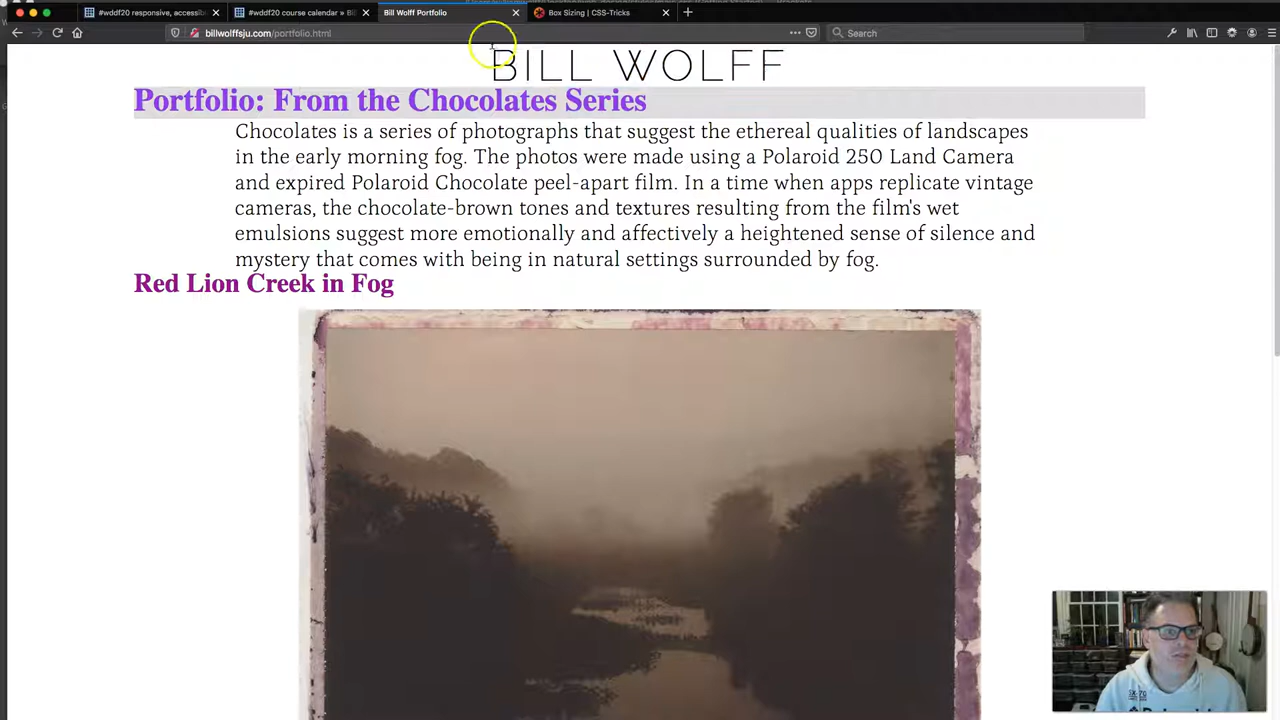 #wddf20 responsive, accessib
#wddf20 course calendar » Bil
Bill Wolff Portfolio
Box Sizing | CSS-Tricks
billwolffsju.com/portfolio.html
Search
BILL WOLFF
Portfolio: From the Chocolates Series
Chocolates is a series of photographs that suggest the ethereal qualities of landscapes
in the early morning fog. The photos were made using a Polaroid 250 Land Camera
and expired Polaroid Chocolate peel-apart film. In a time when apps replicate vintage
cameras, the chocolate-brown tones and textures resulting from the film's wet
emulsions suggest more emotionally and affectively a heightened sense of silence and
mystery that comes with being in natural settings surrounded by fog.
Red Lion Creek in Fog